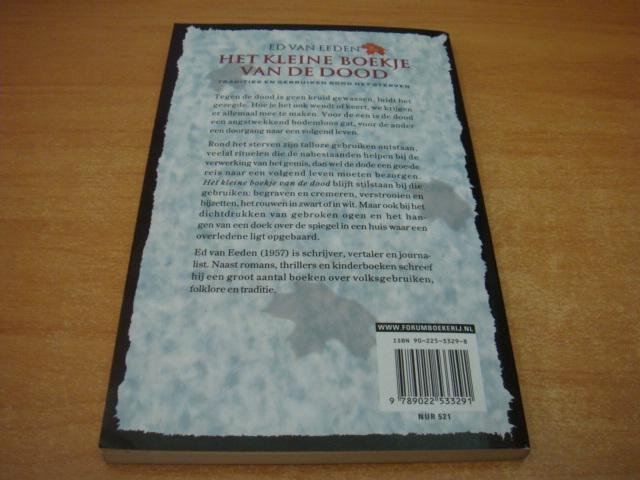 ED VAN EEDEN
HET KLEINE BOEKJE
VAN DE DOOD
TRADITIES EN GEBRUIKEN ROND HET STERVEN
Tegen de dood is geen kruid gewassen, luidt het
gezegde. Hoe je het ook wendt of keert, we krijgen
er allemaal mee te maken. Voor de een is de dood
een angstwekkend bodemloos gat, voor de ander
een doorgang naar een volgend leven.
Rond het sterven zijn talloze gebruiken ontstaan,
veelal rituelen die de nabestaanden helpen bij de
verwerking van het gemis, dan wel de dode een goede
reis naar een volgend leven moeten bezorgen.
Het kleine boekje van de dood blijft stilstaan bij die
gebruiken: begraven en cremeren, verstrooien en
bijzetten, het rouwen in zwart of in wit. Maar ook bij het
dichtdrukken van gebroken ogen en het han-
gen van een doek over de spiegel in een huis waar een
overledene ligt opgebaard.
Ed van Eeden (1957) is schrijver, vertaler en journa-
list. Naast romans, thrillers en kinderboeken schreef
hij een groot aantal boeken over volksgebruiken,
folklore en traditie.
WWW.FORUMBOEKERIJ.NL
ISBN 90-225-3329-8
9 789022 533291
NUR 521